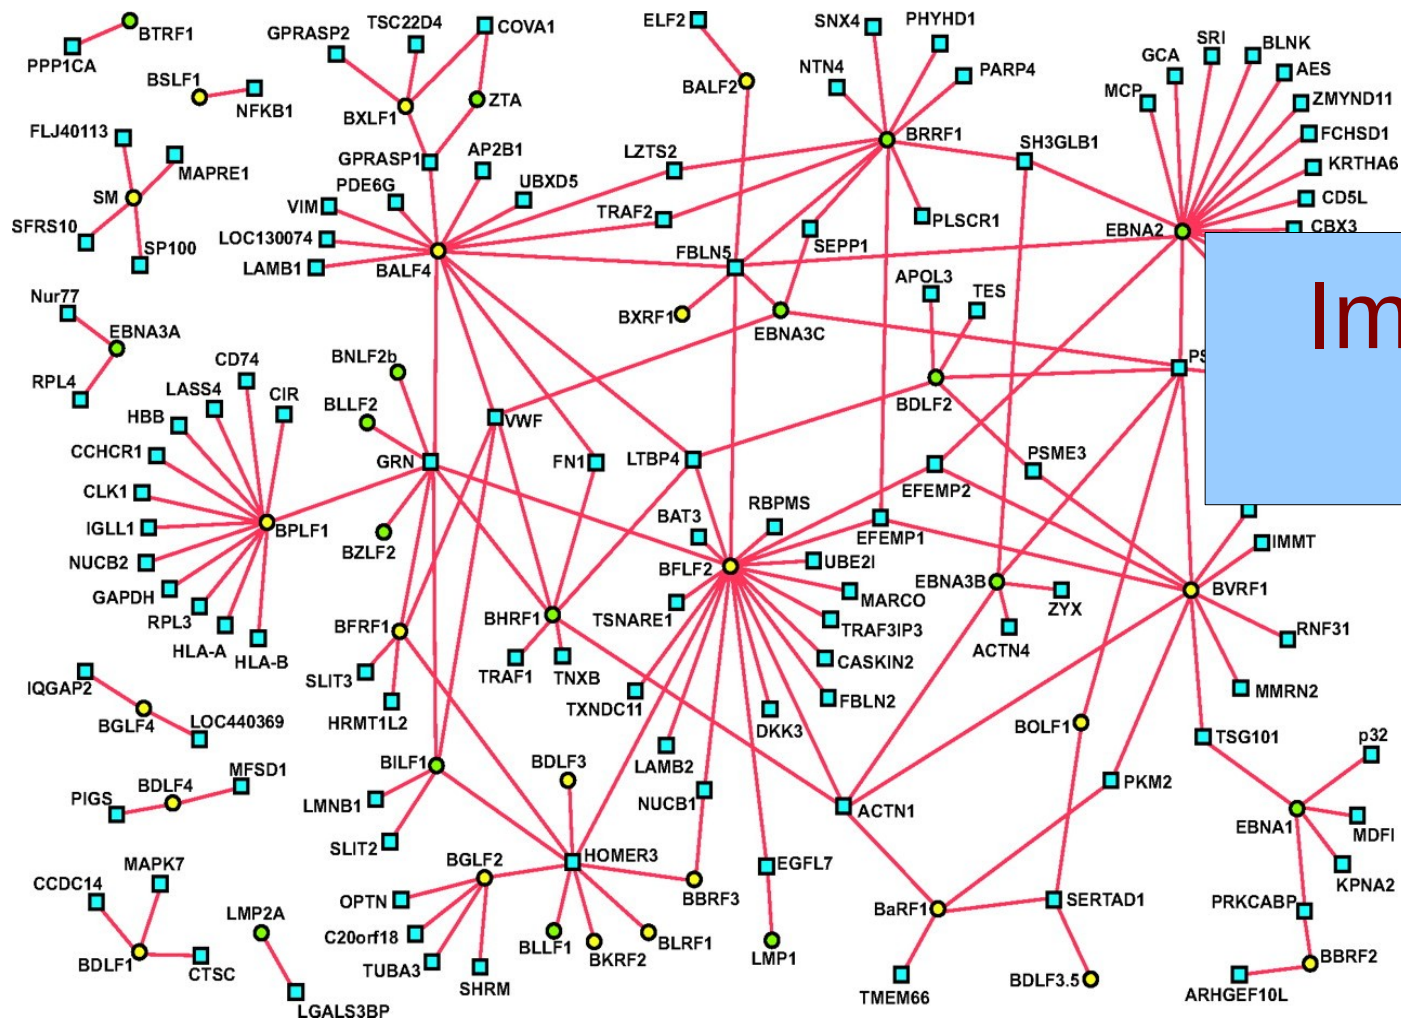 BTRF1
PPP1CA
BSLF1
NFKB1
FLJ40113
MAPRE1
SM
SFRS10
SP100
Nur77
EBNA3A
RPL4
GPRASP2
TSC22D4
COVA1
BXLF1
ZTA
GPRASP1
AP2B1
PDE6G
UBXD5
VIM
LOC130074
LAMB1
BALF4
ELF2
BALF2
LZTS2
TRAF2
FBLN5
BXRF1
EBNA3C
SEPP1
SNX4
PHYHD1
NTN4
PARP4
BRRF1
PLSCR1
SH3GLB1
APOL3
TES
BDLF2
MCP
GCA
SRI
BLNK
AES
ZMYND11
FCHSD1
KRTHA6
CD5L
CBX3
EBNA2
Im
PS
CD74
LASS4
CIR
HBB
CCHCR1
CLK1
IGLL1
NUCB2
GAPDH
RPL3
HLA-A
HLA-B
BPLF1
BNLF2b
BLLF2
GRN
BZLF2
VWF
FN1
LTBP4
EFEMP2
PSME3
EFEMP1
RBPMS
BAT3
BFLF2
UBE2I
MARCO
TRAF3IP3
CASKIN2
FBLN2
TSNARE1
TXNDC11
LAMB2
DKK3
NUCB1
EBNA3B
ZYX
ACTN4
IMMT
BVRF1
RNF31
MMRN2
BFRF1
SLIT3
HRMT1L2
BHRF1
TRAF1
TNXB
IQGAP2
BGLF4
LOC440369
BDLF4
MFSD1
PIGS
BILF1
LMNB1
SLIT2
BDLF3
HOMER3
BGLF2
OPTN
C20orf18
TUBA3
SHRM
BLLF1
BKRF2
BLRF1
BBRF3
EGFL7
LMP1
ACTN1
BOLF1
PKM2
TSG101
p32
EBNA1
MDFI
KPNA2
PRKCABP
BBRF2
ARHGEF10L
BaRF1
SERTAD1
TMEM66
BDLF3.5
CCDC14
MAPK7
BDLF1
CTSC
LMP2A
LGALS3BP